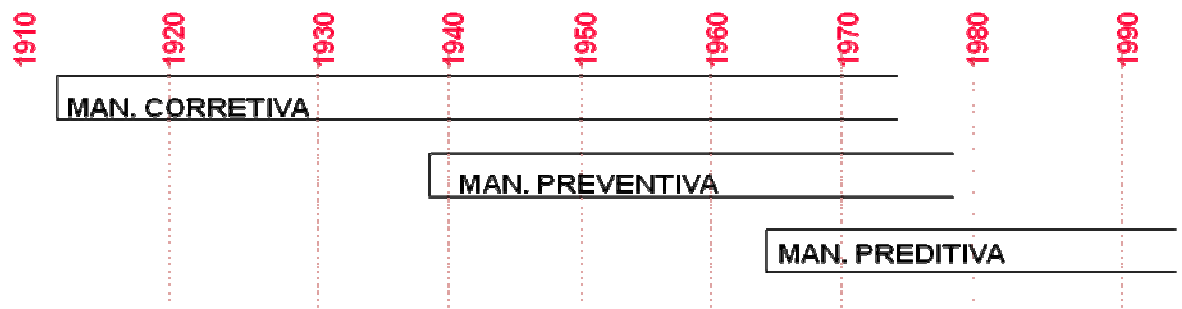 1910 1920 1930 1940 1950 1960 1970 1980 1990
MAN. CORRETIVA
MAN. PREVENTIVA
MAN. PREDITIVA